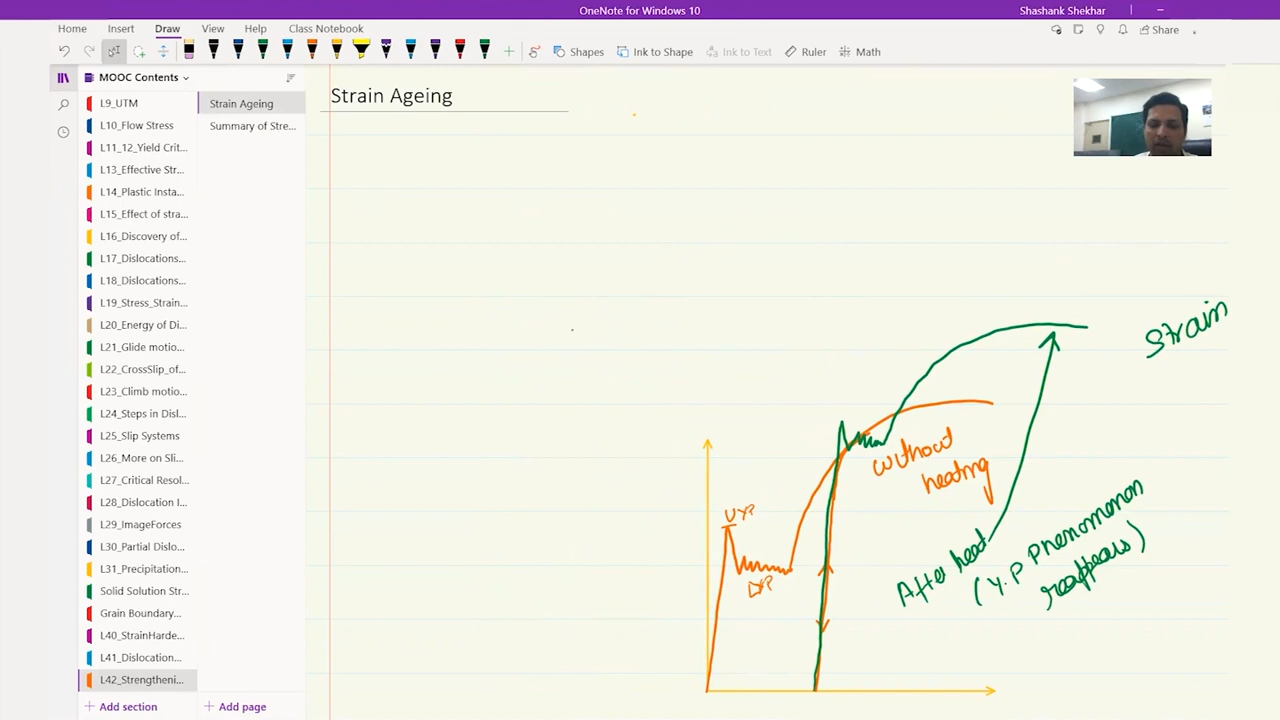 OneNote for Windows 10
Shashank Shekhar
Home
Insert
Draw
View
Help
Class Notebook
Shapes
Ink to Shape
Ink to Text
Ruler
Math
Share
MOOC Contents
L9_UTM
L10_Flow Stress
L11_12_Yield Crit...
L13_Effective Str...
L14_Plastic Insta...
L15_Effect of stra...
L16_Discovery of...
L17_Dislocations...
L18_Dislocations...
L19_Stress_Strain...
L20_Energy of Di...
L21_Glide motio...
L22_CrossSlip_of...
L23_Climb motio...
L24_Steps in Disl...
L25_Slip Systems
L26_More on Sli...
L27_Critical Resol...
L28_Dislocation I...
L29_ImageForces
L30_Partial Dislo...
L31_Precipitation...
Solid Solution Str...
Grain Boundary...
L40_StrainHarde...
L41_Dislocation...
L42_Strengtheni...
Add section
Strain Ageing
Summary of Stre...
Add page
Strain Ageing
Strain
without
heating
UYP
LYP
After heat
(Y.P phenomenon
reappears)